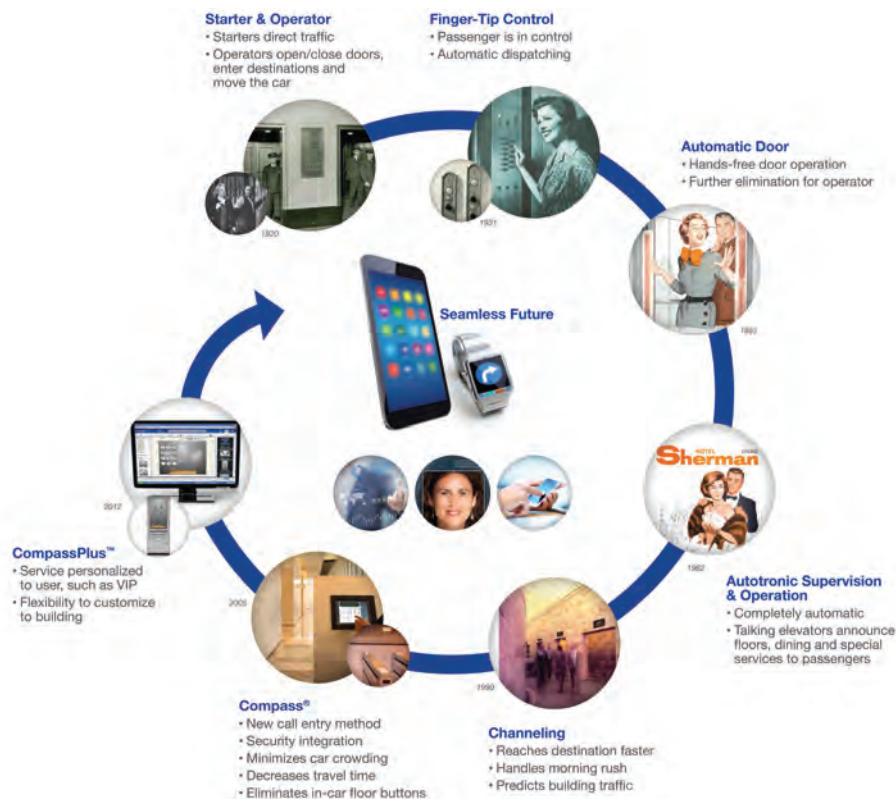 Starter & Operator
• Starters direct traffic
• Operators open/close doors,
enter destinations and
move the car
Finger-Tip Control
• Passenger is in control
• Automatic dispatching
Automatic Door
• Hands-free door operation
• Further elimination for operator
1920
1931
Seamless Future
HOTEL
Sherman
2012
CompassPlus™
• Service personalized
to user, such as VIP
• Flexibility to customize
to building
1962
Autotronic Supervision
& Operation
• Completely automatic
• Talking elevators announce
floors, dining and special
services to passengers
2005
1990
Compass®
• New call entry method
• Security integration
• Minimizes car crowding
• Decreases travel time
• Eliminates in-car floor buttons
Channeling
• Reaches destination faster
• Handles morning rush
• Predicts building traffic